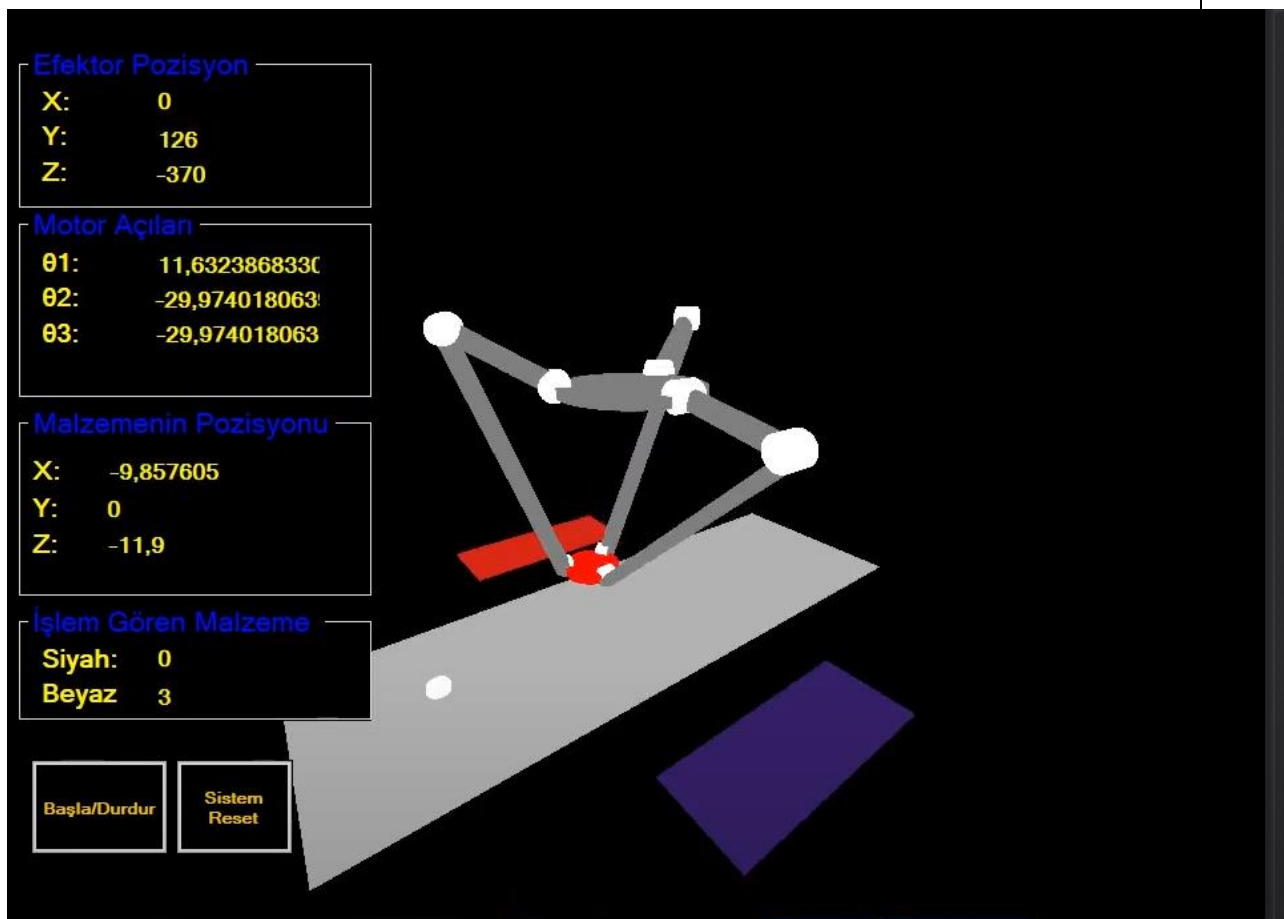 Efektor Pozisyon
X: 0
Y: 126
Z: -370
Motor Açıları
θ1: 11,6323868330
θ2: -29,974018063
θ3: -29,974018063
Malzemenin Pozisyonu
X: -9,857605
Y: 0
Z: -11,9
İşlem Gören Malzeme
Siyah: 0
Beyaz 3
Başla/Durdur
Sistem
Reset